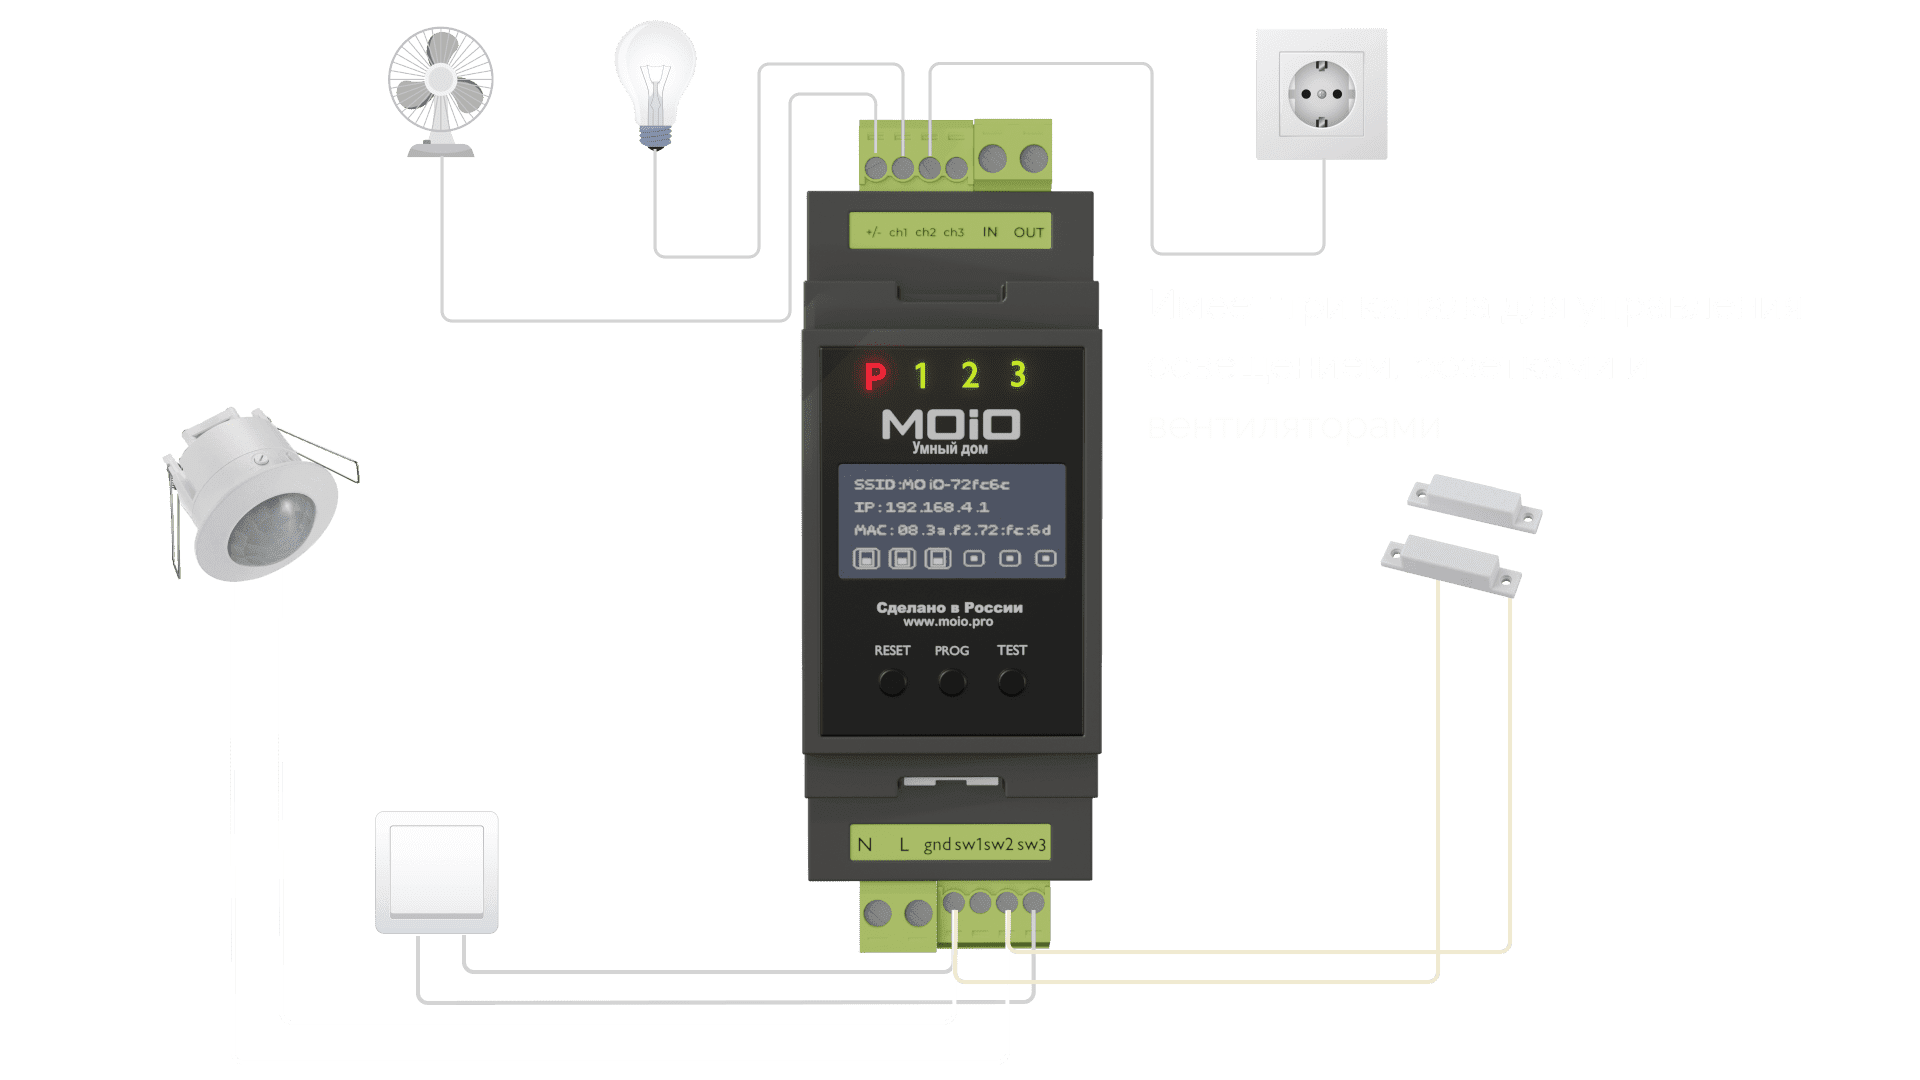 +/- ch1 ch2 ch3 IN OUT
P 1 2 3
MOiO
Умный дом
SSID:MOiO-72fc6c
IP:192.168.4.1
MAC:08.3a.f2.72:fc:6d
Сделано в России
www.moio.pro
RESET PROG TEST
N L gnd sw1 sw2 sw3
вентиляторами